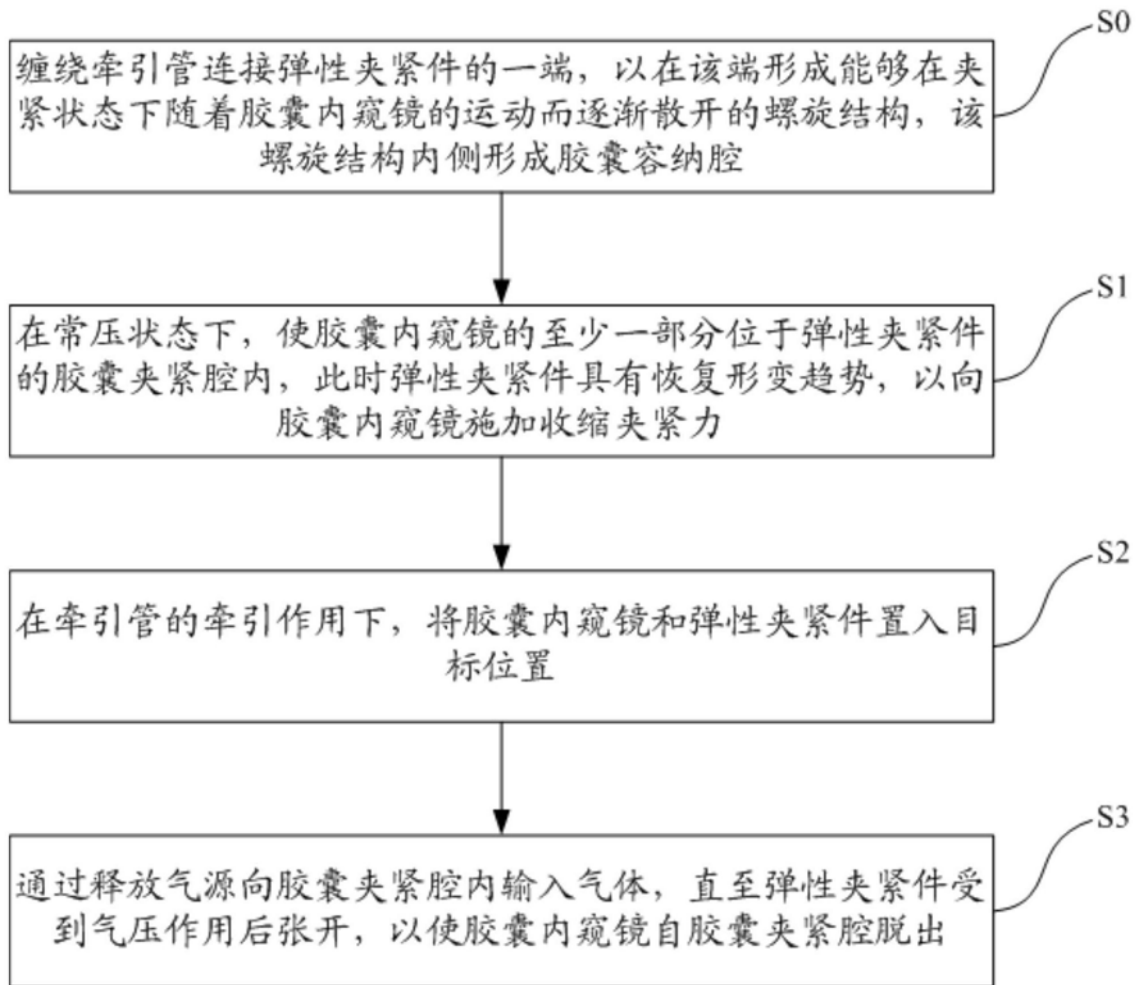 S0
缠绕牵引管连接弹性夹紧件的一端，以在该端形成能够在夹
紧状态下随着胶囊内窥镜的运动而逐渐散开的螺旋结构，该
螺旋结构内侧形成胶囊容纳腔
S1
在常压状态下，使胶囊内窥镜的至少一部分位于弹性夹紧件
的胶囊夹紧腔内，此时弹性夹紧件具有恢复形变趋势，以向
胶囊内窥镜施加收缩夹紧力
S2
在牵引管的牵引作用下，将胶囊内窥镜和弹性夹紧件置入目
标位置
S3
通过释放气源向胶囊夹紧腔内输入气体，直至弹性夹紧件受
到气压作用后张开，以使胶囊内窥镜自胶囊夹紧腔脱出